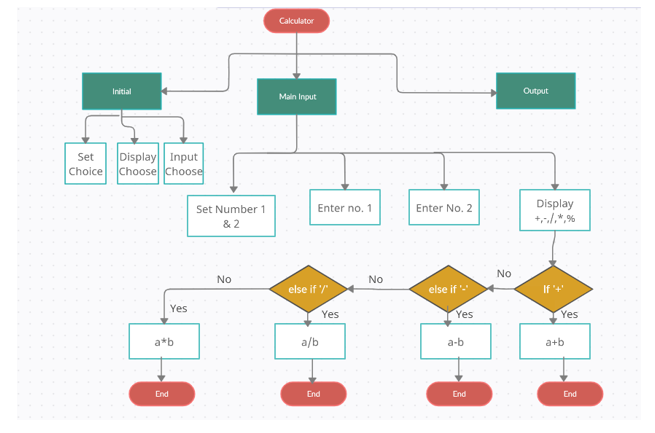 Calculator
Initial
Main Input
Output
Set
Choice
Display
Choose
Input
Choose
Set Number 1
& 2
Enter no. 1
Enter No. 2
Display
+,-,/,*,%
If '+'
No
else if '-'
No
else if '/'
No
Yes
Yes
Yes
Yes
a*b
a/b
a-b
a+b
End
End
End
End